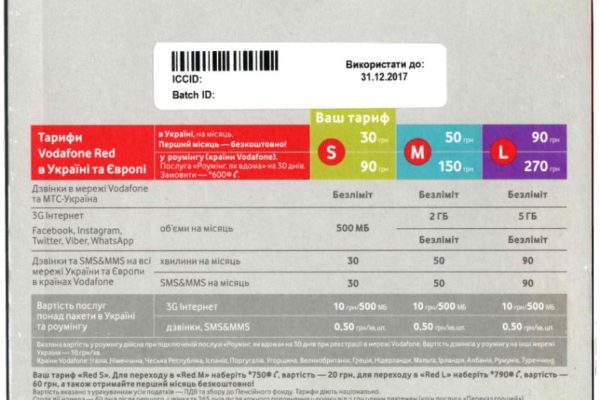 ICCID:
Batch ID:
Використати до:
31.12.2017
Ваш тариф
Тарифи
Vodafone Red
в Україні та Європі
в Україні, на місяць.
Перший місяць — безкоштовно!
у роумінгу (країни Vodafone).
Послуга «Роумінг, як вдома» на 30 днів.
Замовити — *600#
S 30 грн 90 грн
M 50 грн 150 грн
L 90 грн 270 грн
Дзвінки в мережі Vodafone
та МТС-Україна
Безліміт Безліміт Безліміт
3G Інтернет
Facebook, Instagram,
Twitter, Viber, WhatsApp
об'єми на місяць 500 МБ 2 ГБ 5 ГБ
Дзвінки та SMS&MMS на всі
мережі України та Європи
в країнах Vodafone
хвилини на місяць 30 50 90
SMS&MMS на місяць 30 50 90
Вартість послуг
понад пакети в Україні
та роумінгу
3G Інтернет 10 грн/500 МБ 10 грн/500 МБ 10 грн/500 МБ
дзвінки, SMS&MMS 0,50 грн/хв,шт. 0,50 грн/хв,шт. 0,50 грн/хв,шт.
Вказана вартість у роумінгу дійсна при підключеній послузі «Роумінг, як вдома» на 30 днів при реєстрації в мережі Vodafone. Вартість дзвінків у роумінгу на інші мережі
України — 30 грн/хв.
Країни Vodafone: Італія, Німеччина, Чеська Республіка, Іспанія, Португалія, Угорщина, Великобританія, Греція, Нідерланди, Мальта, Ірландія, Албанія, Румунія, Туреччина.
Ваш тариф «Red S». Для переходу в «Red M» наберіть *750# , вартість — 20 грн, для переходу в «Red L» наберіть *790# , вартість —
60 грн, а також отримайте перший місяць безкоштовно!
Вартість вказано з урахуванням усіх податків — ПДВ та збору до Пенсійного фонду. Тарифи діють національно.